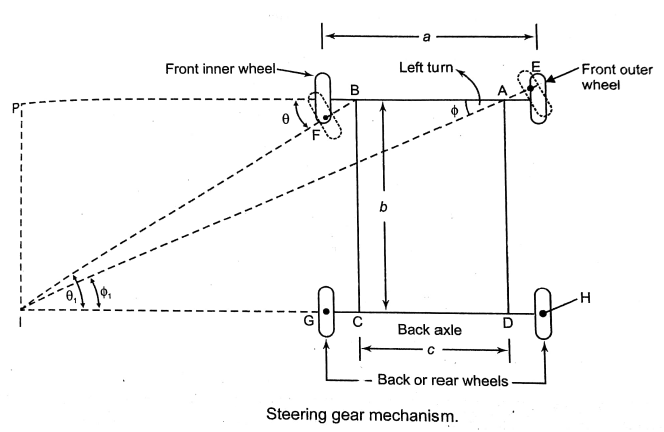 a
Front inner wheel
Left turn
E
Front outer
wheel
P
B
A
θ
F
ϕ
b
θ₁
ϕ₁
I
G
C
D
H
Back axle
c
Back or rear wheels
Steering gear mechanism.